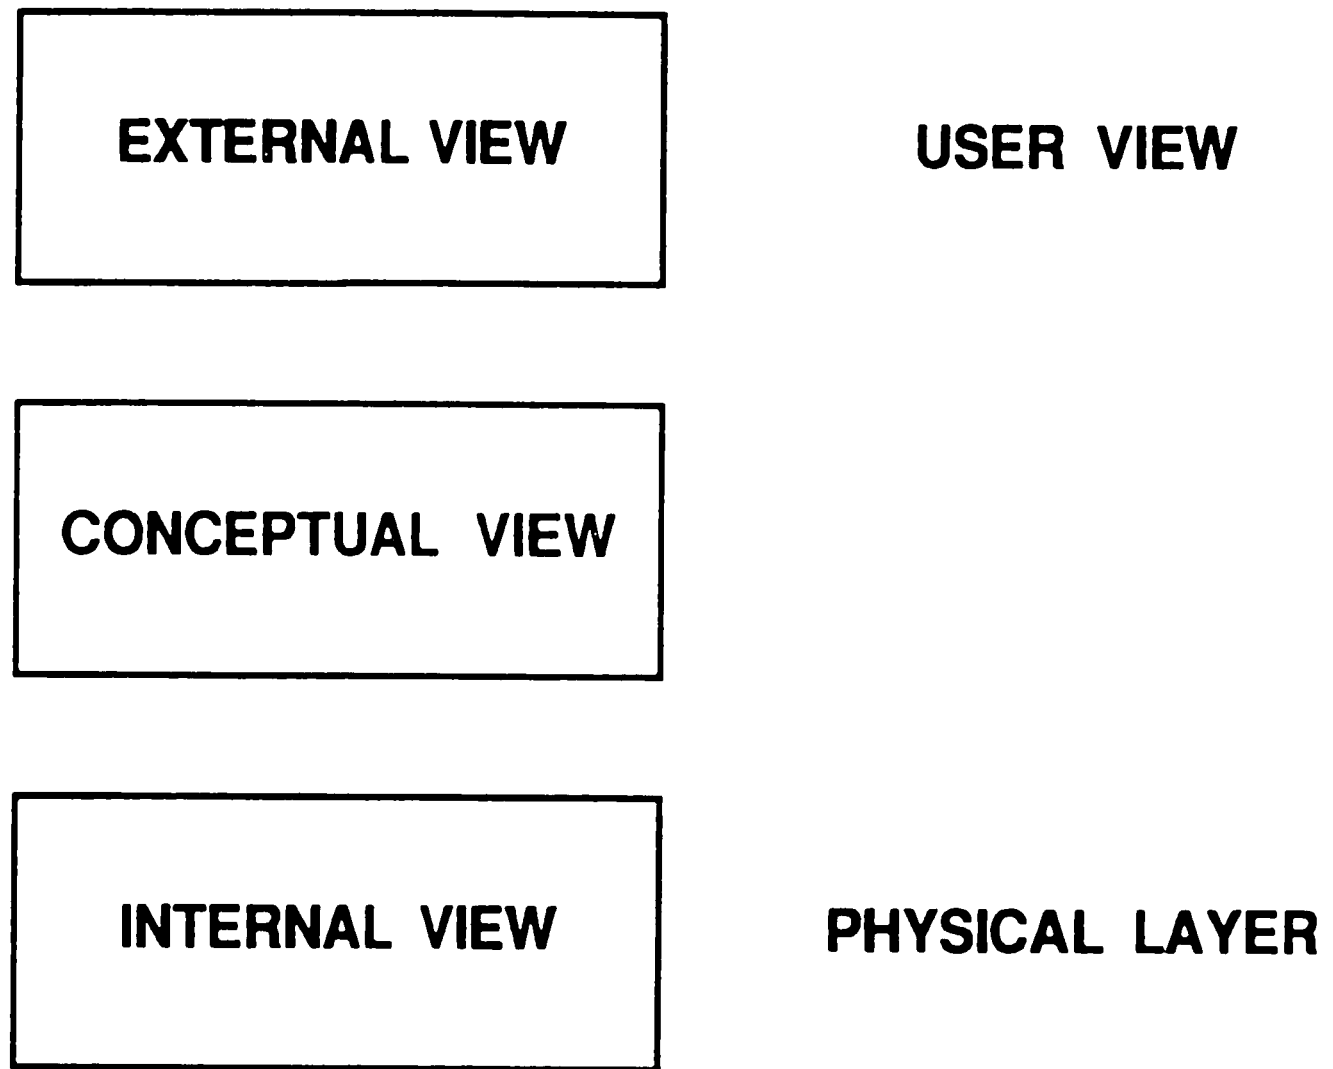 EXTERNAL VIEW
USER VIEW
CONCEPTUAL VIEW
INTERNAL VIEW
PHYSICAL LAYER